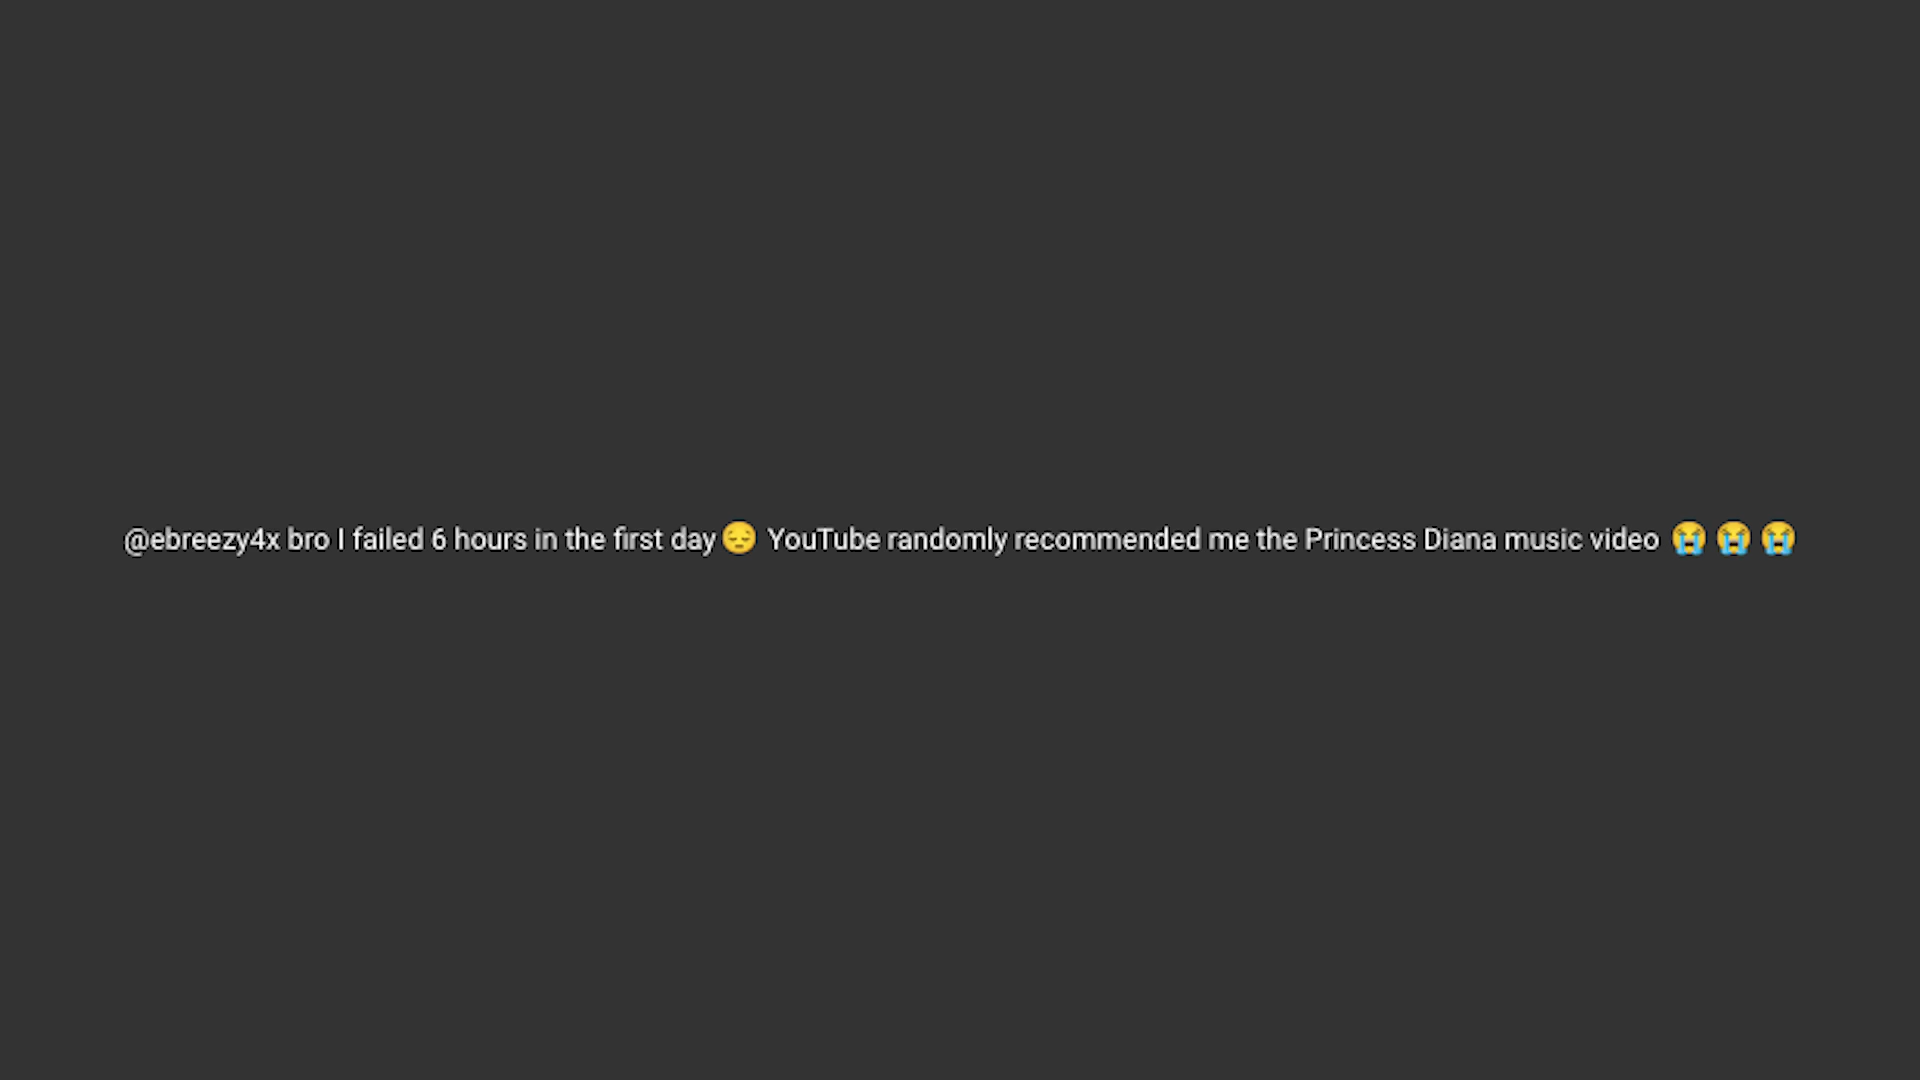 @ebreezy4x bro I failed 6 hours in the first day😔 YouTube randomly recommended me the Princess Diana music video 😭😭😭